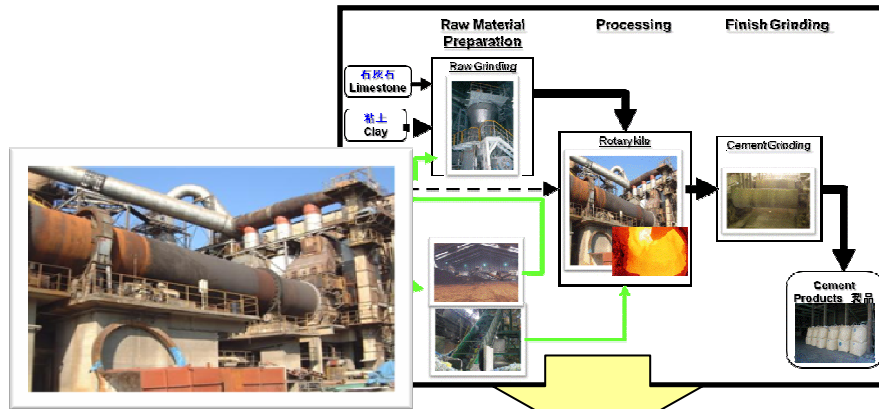 Raw Material
Preparation
Processing
Finish Grinding
Raw Grinding
石灰石
Limestone
粘土
Clay
Rotary kiln
Cement Grinding
Cement
Products 製品